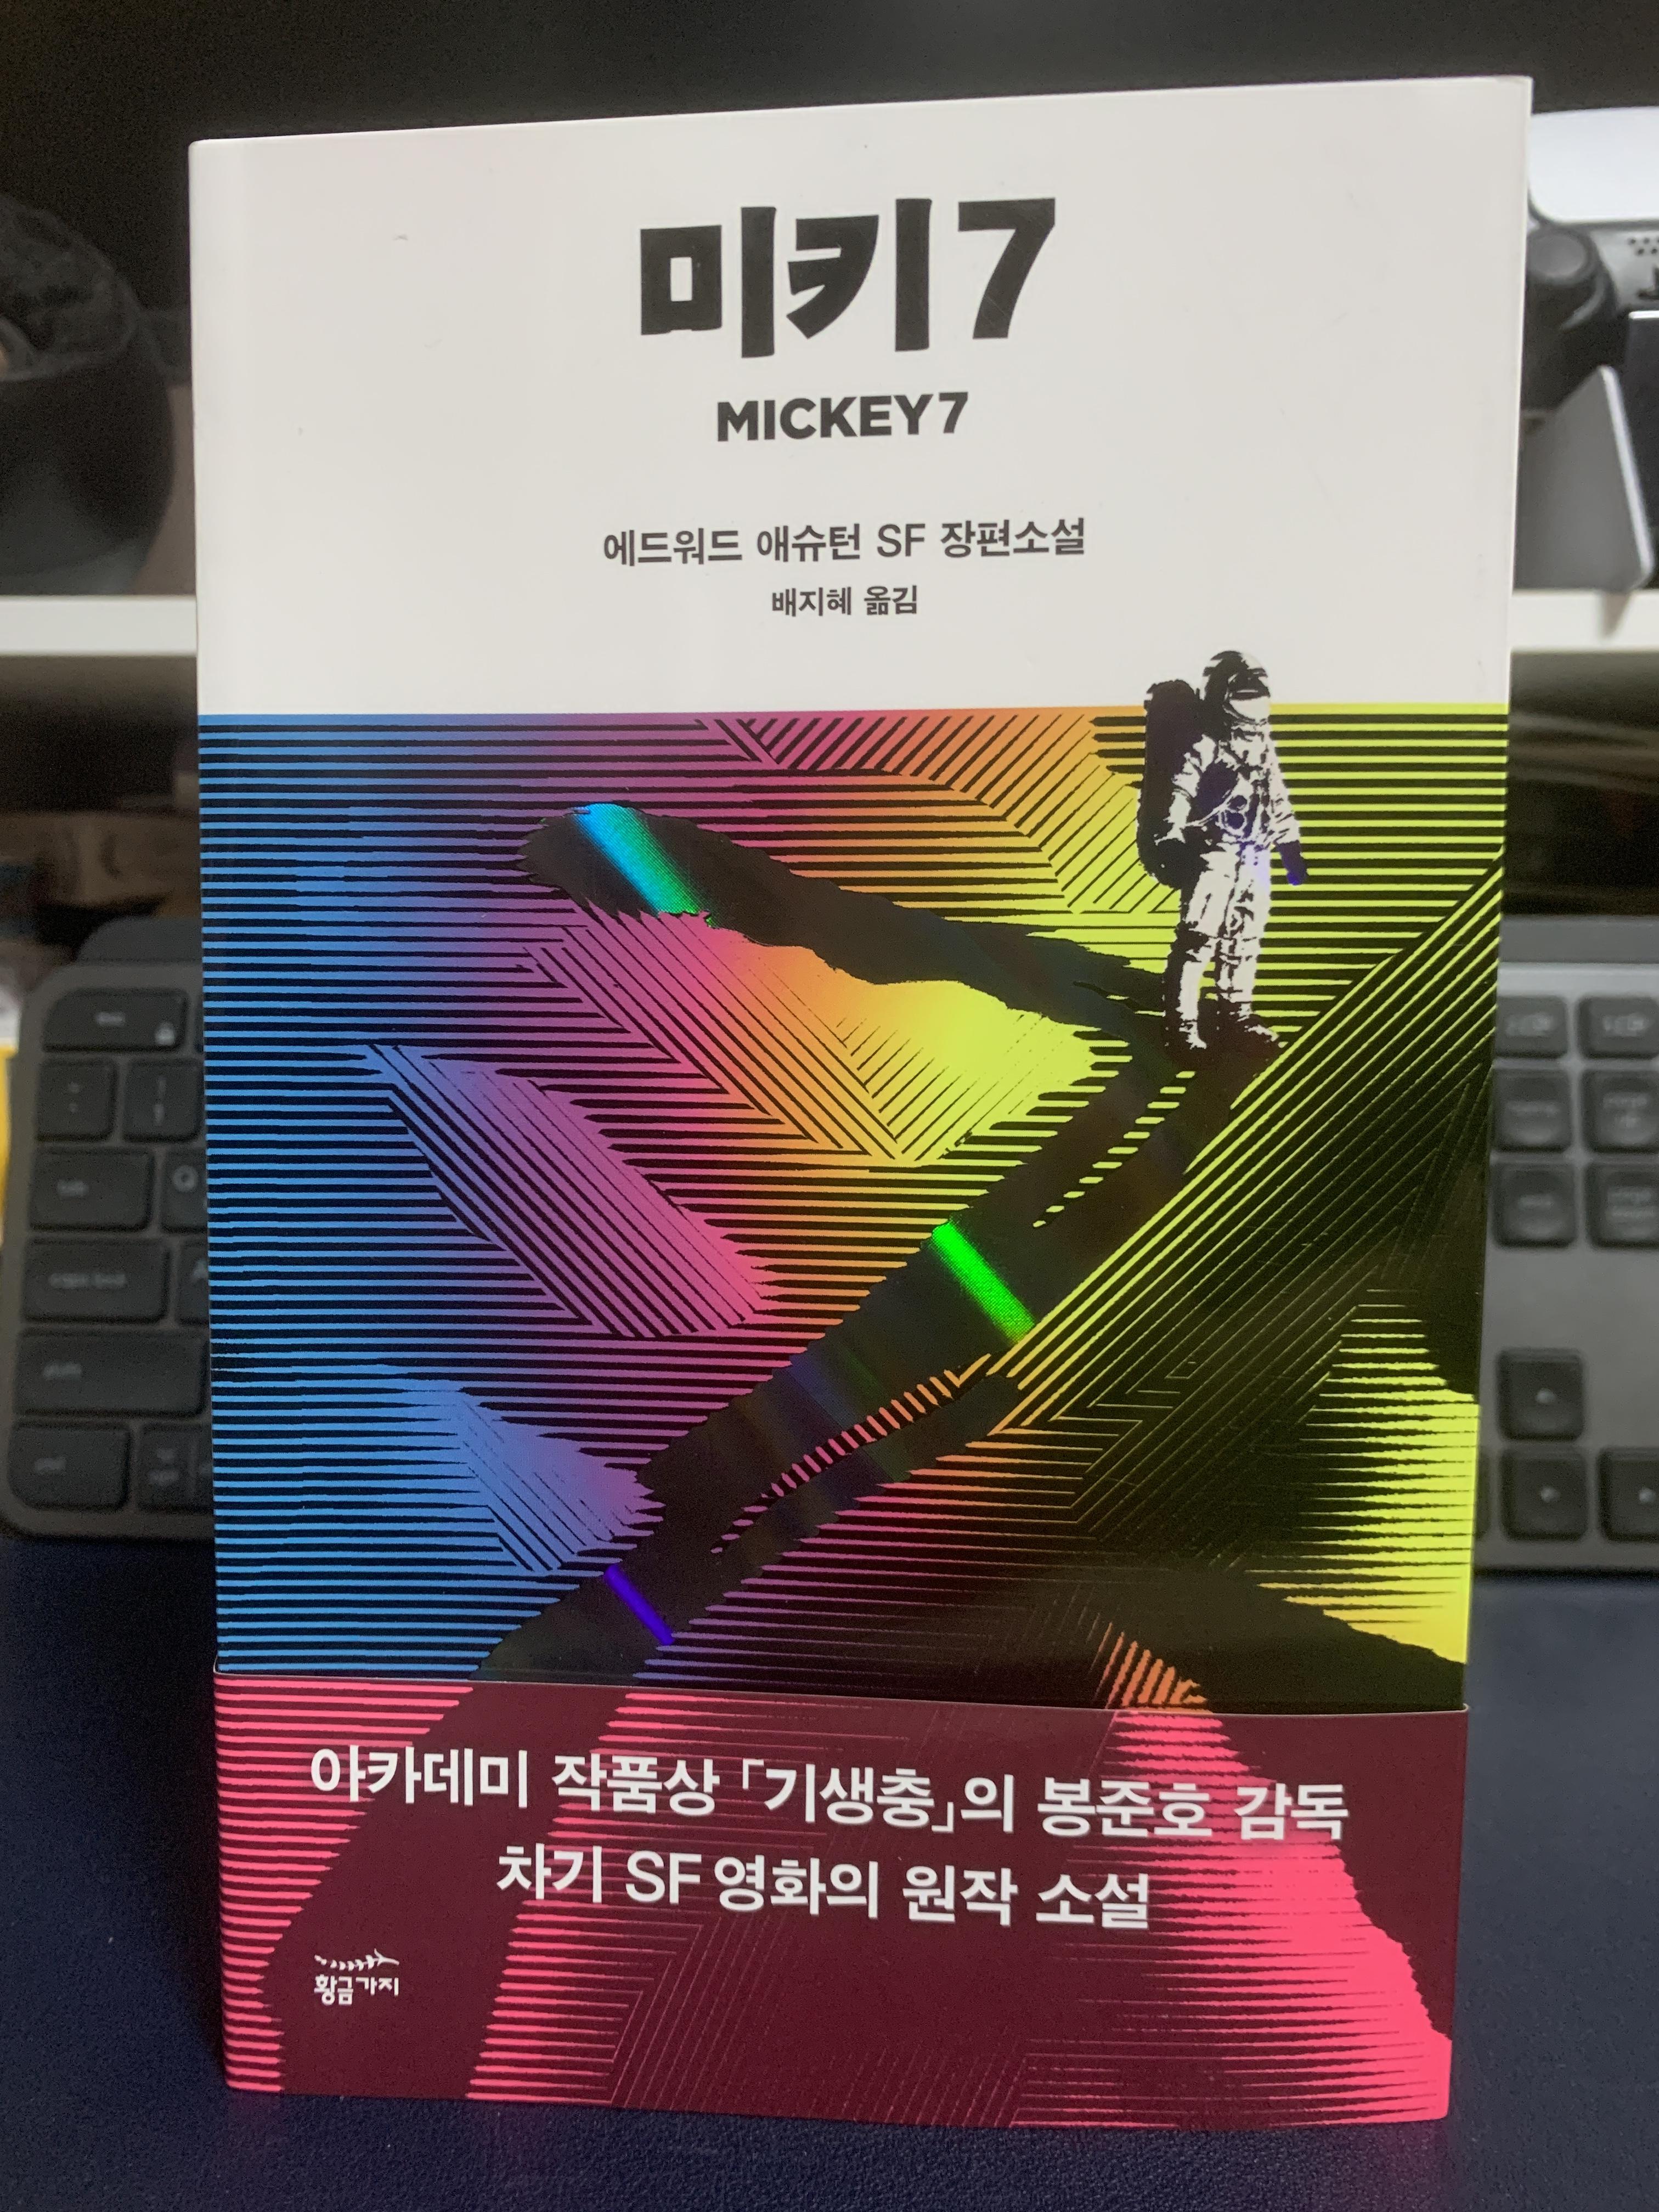 미키7
MICKEY7
에드워드 애슈턴 SF 장편소설
배지혜 옮김
아카데미 작품상 「기생충」의 봉준호 감독
차기 SF 영화의 원작 소설
황금가지